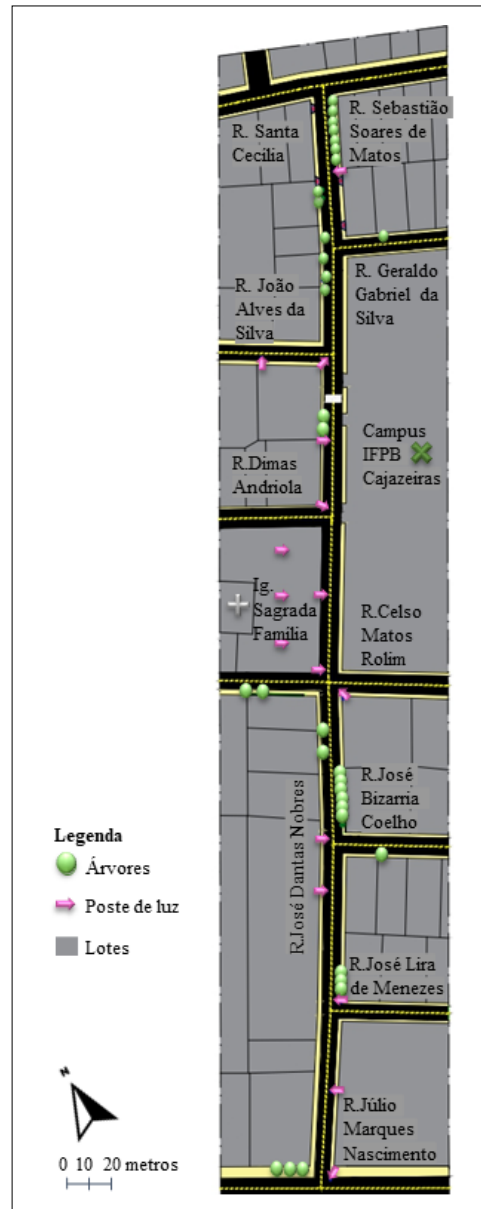 R. Santa
Cecília
R. Sebastião
Soares de
Matos
R. João
Alves da
Silva
R. Geraldo
Gabriel da
Silva
R.Dimas
Andriola
Campus
IFPB
Cajazeiras
Ig.
Sagrada
Família
R.Celso
Matos
Rolim
R.José
Bizarria
Coelho
R.José Dantas Nobres
R.José Lira
de Menezes
R.Júlio
Marques
Nascimento
Legenda
Árvores
Poste de luz
Lotes
N
0 10 20 metros